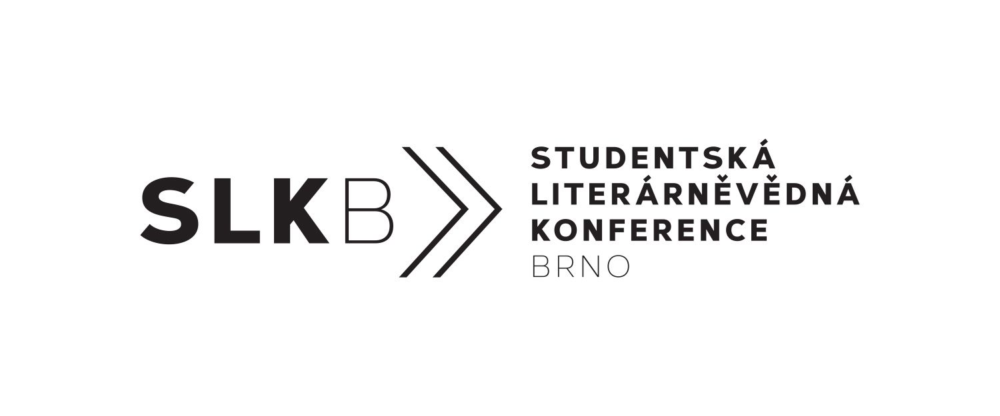 SLKB
STUDENTSKÁ
LITERÁRNĚVĚDNÁ
KONFERENCE
BRNO